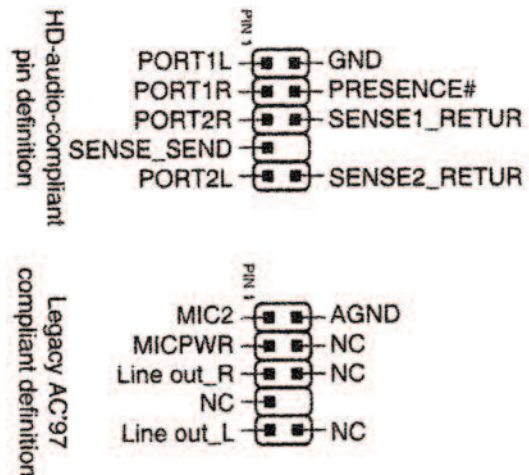 HD-audio-compliant
pin definition
PIN 1
PORT1L GND
PORT1R PRESENCE#
PORT2R SENSE1_RETUR
SENSE_SEND
PORT2L SENSE2_RETUR
Legacy AC'97
compliant definition
PIN 1
MIC2 AGND
MICPWR NC
Line out_R NC
NC
Line out_L NC